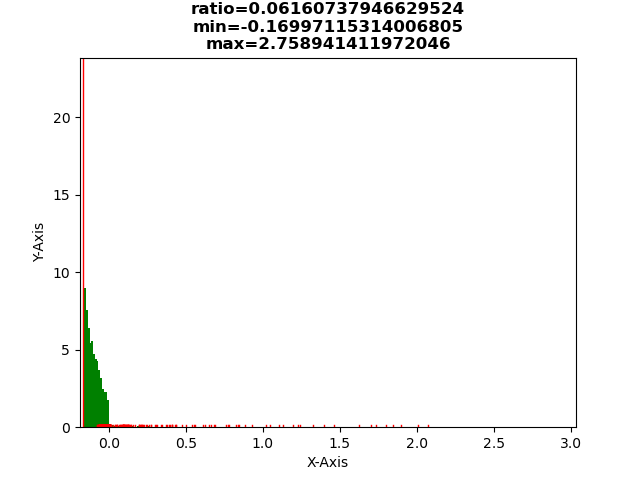 ratio=0.06160737946629524
min=-0.16997115314006805
max=2.758941411972046
20
15
10
5
0
Y-Axis
0.0 0.5 1.0 1.5 2.0 2.5 3.0
X-Axis